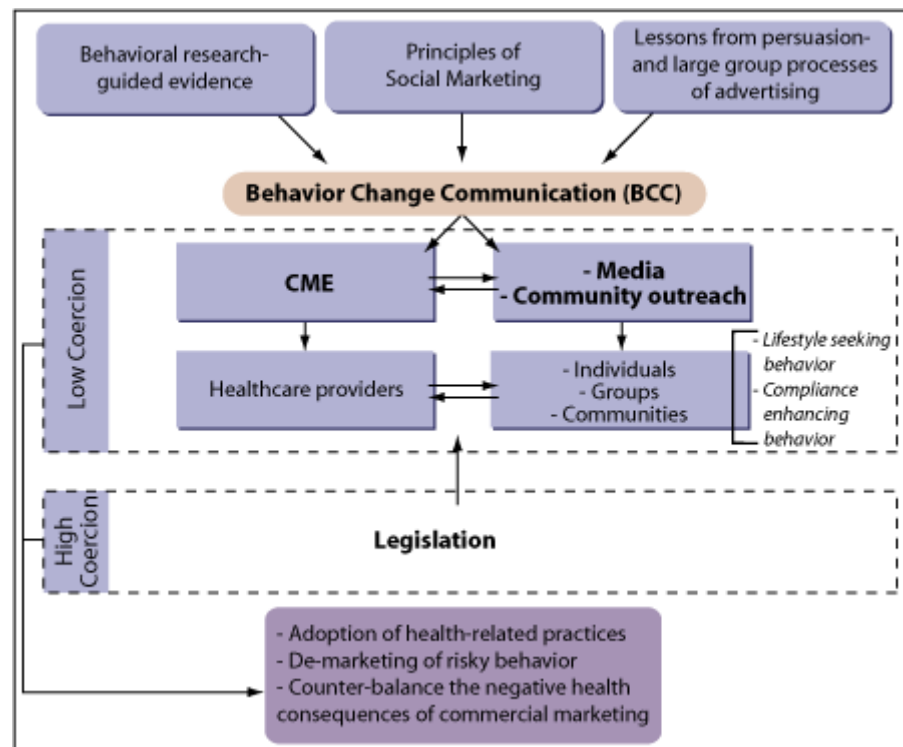 Behavioral research-
guided evidence
Principles of
Social Marketing
Lessons from persuasion-
and large group processes
of advertising
Behavior Change Communication (BCC)
Low Coercion
CME
- Media
- Community outreach
Healthcare providers
- Individuals
- Groups
- Communities
- Lifestyle seeking
behavior
- Compliance
enhancing
behavior
High
Coercion
Legislation
- Adoption of health-related practices
- De-marketing of risky behavior
- Counter-balance the negative health
consequences of commercial marketing